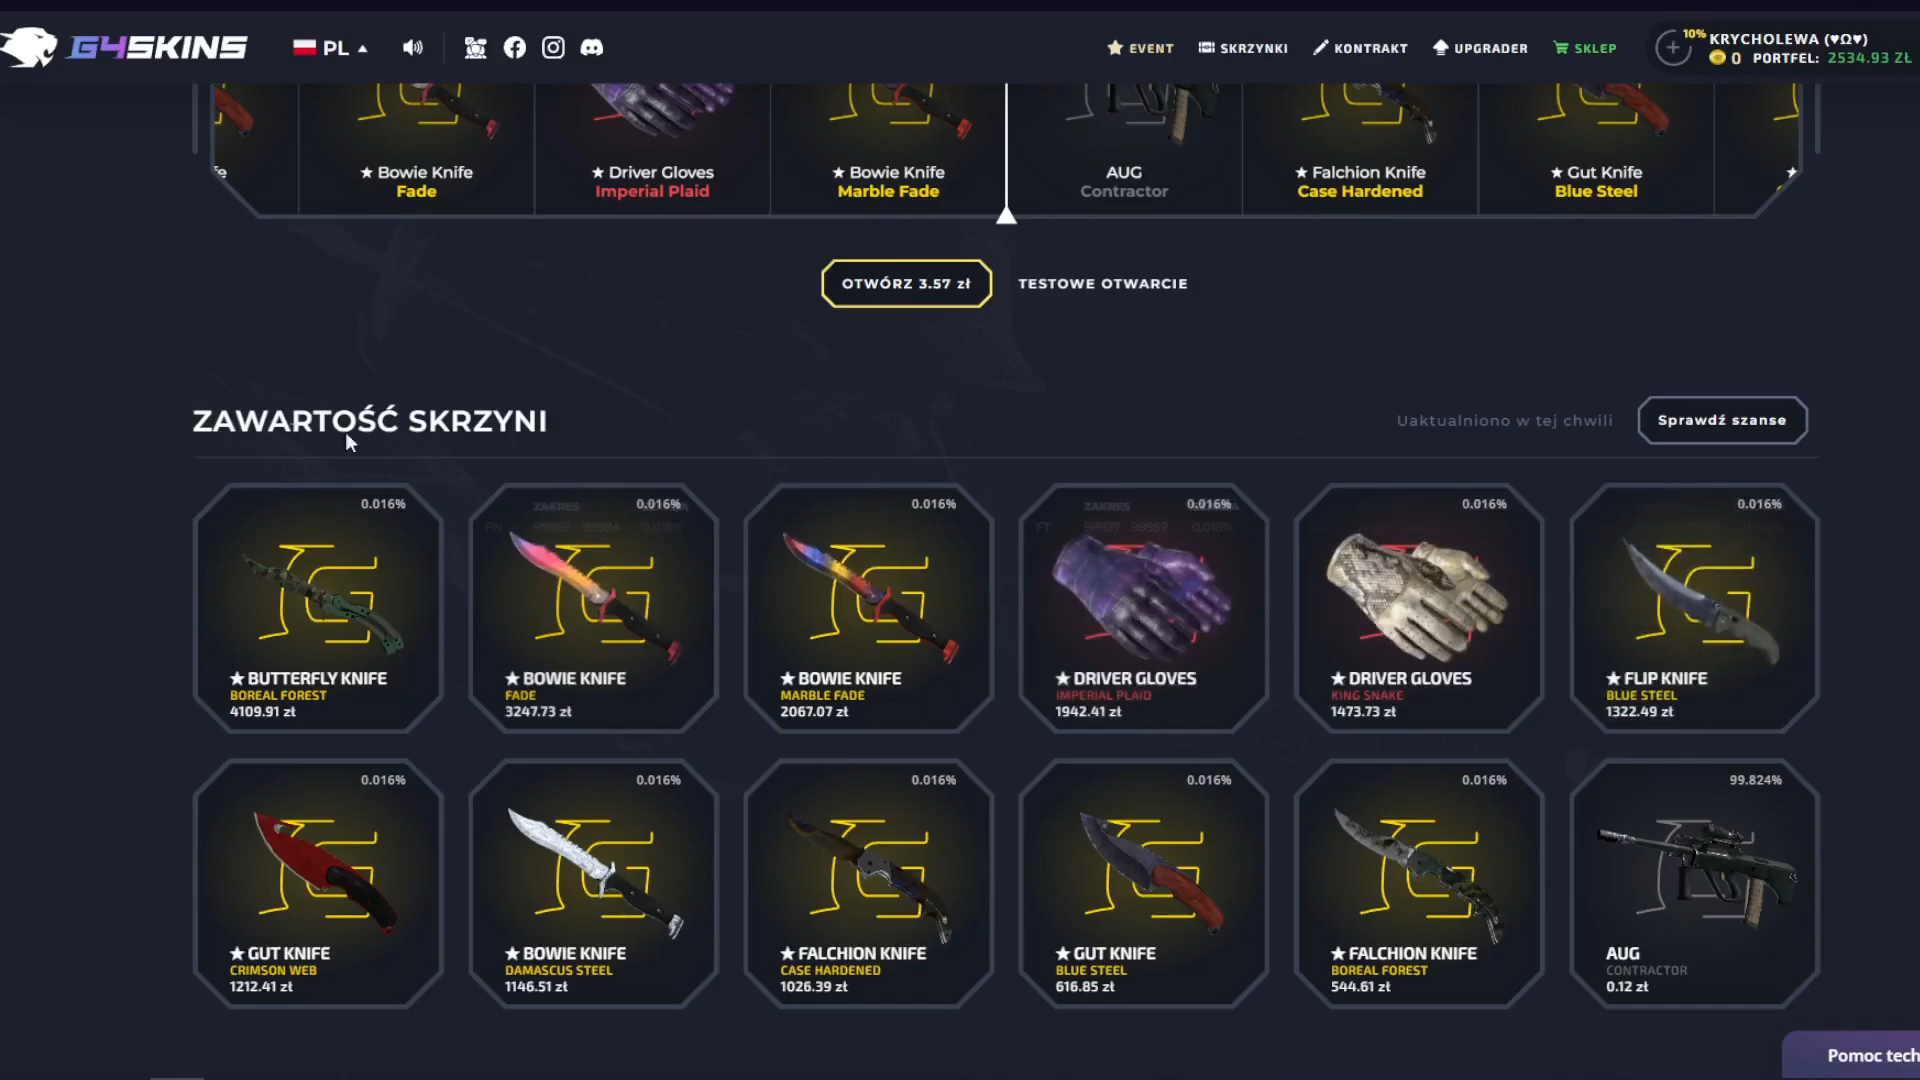 G4SKINS
PL
EVENT
SKRZYNKI
KONTRAKT
UPGRADER
SKLEP
10%
KRYCHOLEWA (♥Ω♥)
0 PORTFEL: 2534.93 ZŁ
fe
★ Bowie Knife
Fade
★ Driver Gloves
Imperial Plaid
★ Bowie Knife
Marble Fade
AUG
Contractor
★ Falchion Knife
Case Hardened
★ Gut Knife
Blue Steel
★
OTWÓRZ 3.57 zł
TESTOWE OTWARCIE
ZAWARTOŚĆ SKRZYNI
Uaktualniono w tej chwili
Sprawdź szanse
0.016%
★ BUTTERFLY KNIFE
BOREAL FOREST
4109.91 zł
0.016%
ZAKRES
★ BOWIE KNIFE
FADE
3247.73 zł
0.016%
★ BOWIE KNIFE
MARBLE FADE
2067.07 zł
0.016%
ZAKRES
FT
★ DRIVER GLOVES
IMPERIAL PLAID
1942.41 zł
0.016%
★ DRIVER GLOVES
KING SNAKE
1473.73 zł
0.016%
★ FLIP KNIFE
BLUE STEEL
1322.49 zł
0.016%
★ GUT KNIFE
CRIMSON WEB
1212.41 zł
0.016%
★ BOWIE KNIFE
DAMASCUS STEEL
1146.51 zł
0.016%
★ FALCHION KNIFE
CASE HARDENED
1026.39 zł
0.016%
★ GUT KNIFE
BLUE STEEL
616.85 zł
0.016%
★ FALCHION KNIFE
BOREAL FOREST
544.61 zł
99.824%
AUG
CONTRACTOR
0.12 zł
Pomoc tech